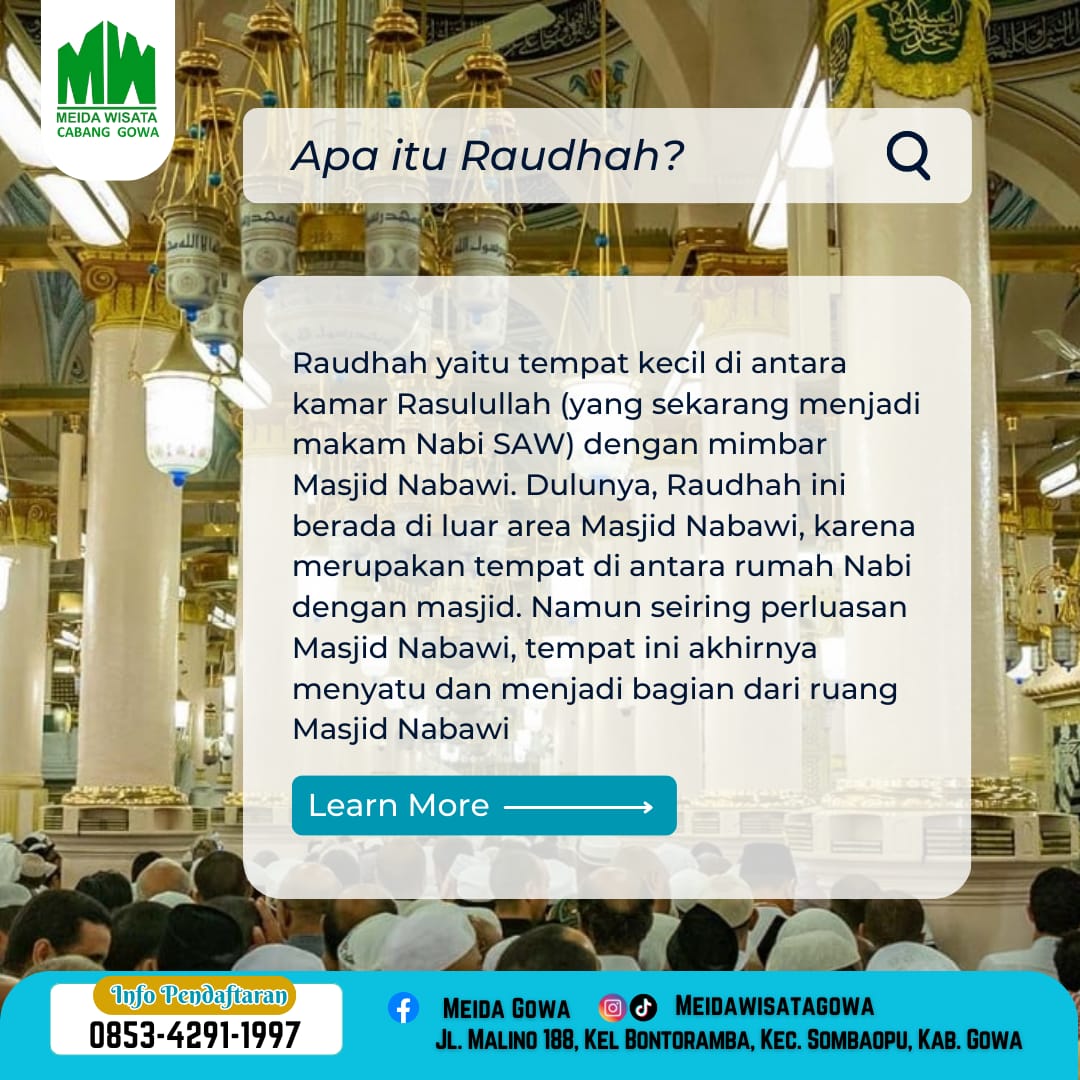 MEIDA WISATA
CABANG GOWA
Apa itu Raudhah?
Raudhah yaitu tempat kecil di antara
kamar Rasulullah (yang sekarang menjadi
makam Nabi SAW) dengan mimbar
Masjid Nabawi. Dulunya, Raudhah ini
berada di luar area Masjid Nabawi, karena
merupakan tempat di antara rumah Nabi
dengan masjid. Namun seiring perluasan
Masjid Nabawi, tempat ini akhirnya
menyatu dan menjadi bagian dari ruang
Masjid Nabawi
Learn More
Info Pendaftaran
0853-4291-1997
MEIDA GOWA
MEIDAWISATAGOWA
JL. MALINO 188, KEL BONTORAMBA, KEC. SOMBAOPU, KAB. GOWA